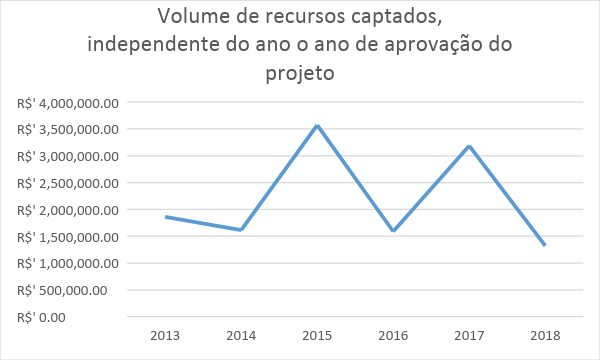 Volume de recursos captados,
independente do ano o ano de aprovação do
projeto
R$' 4,000,000.00
R$' 3,500,000.00
R$' 3,000,000.00
R$' 2,500,000.00
R$' 2,000,000.00
R$' 1,500,000.00
R$' 1,000,000.00
R$' 500,000.00
R$' 0.00
2013 2014 2015 2016 2017 2018